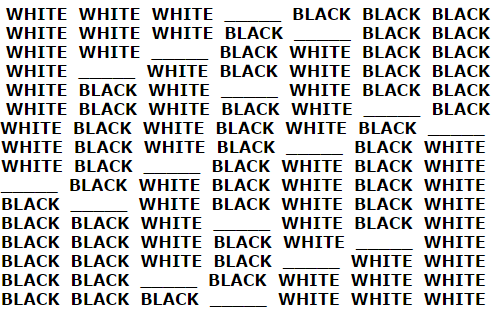 WHITE WHITE WHITE ______ BLACK BLACK BLACK
WHITE WHITE WHITE BLACK ______ BLACK BLACK
WHITE WHITE ______ BLACK WHITE BLACK BLACK
WHITE ______ WHITE BLACK WHITE BLACK BLACK
WHITE BLACK WHITE ______ WHITE BLACK BLACK
WHITE BLACK WHITE BLACK WHITE ______ BLACK
WHITE BLACK WHITE BLACK WHITE BLACK ______
WHITE BLACK WHITE BLACK ______ BLACK WHITE
WHITE BLACK ______ BLACK WHITE BLACK WHITE
______ BLACK WHITE BLACK WHITE BLACK WHITE
BLACK ______ WHITE BLACK WHITE BLACK WHITE
BLACK BLACK WHITE ______ WHITE BLACK WHITE
BLACK BLACK WHITE BLACK WHITE ______ WHITE
BLACK BLACK WHITE BLACK ______ WHITE WHITE
BLACK BLACK ______ BLACK WHITE WHITE WHITE
BLACK BLACK BLACK ______ WHITE WHITE WHITE